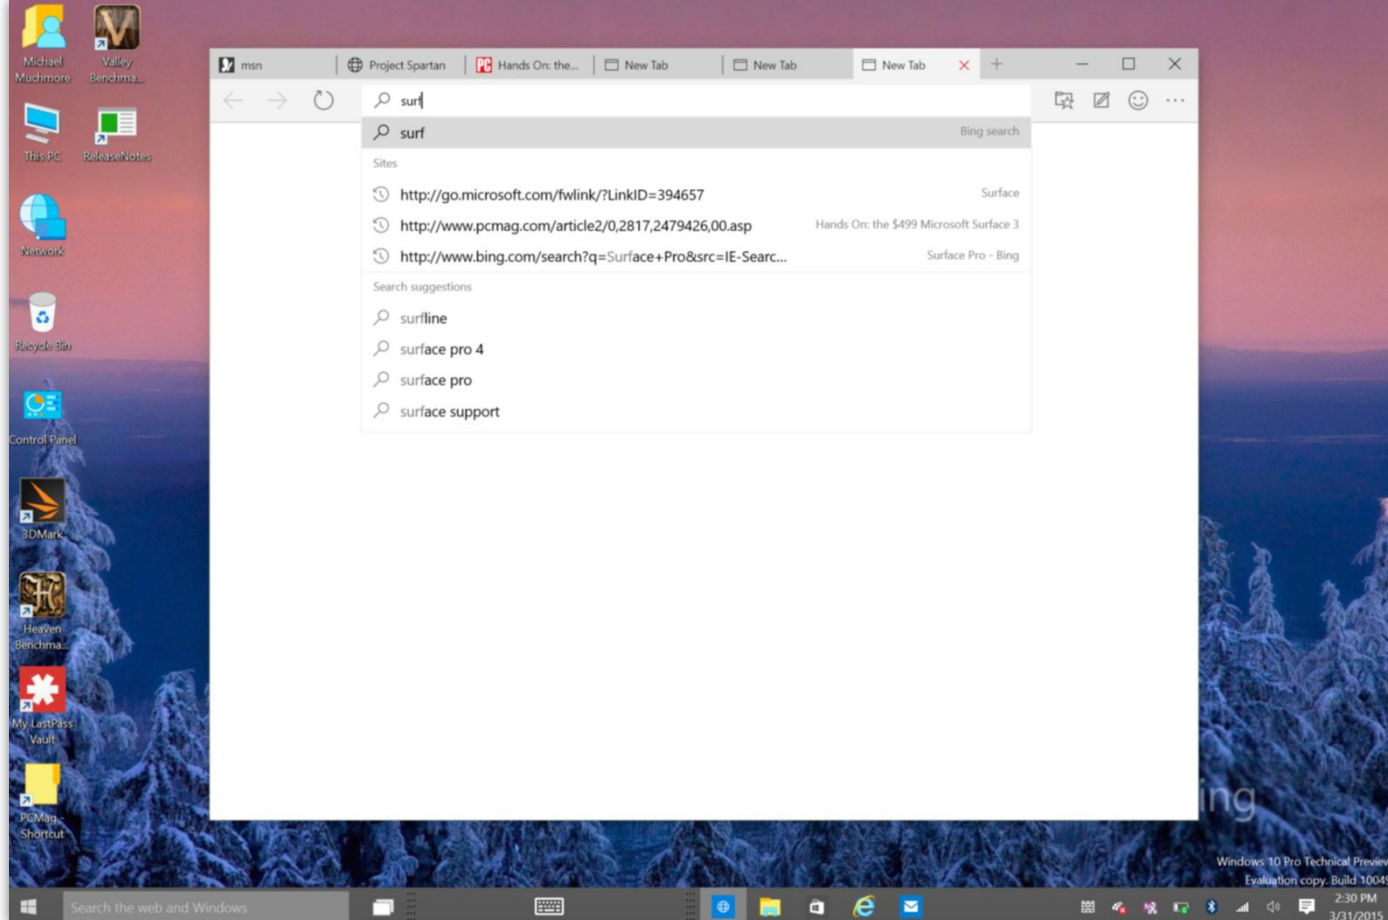 Michael
Muchmore
Valley
Benchma...
This PC
ReleaseNotes
Network
Recycle Bin
Control Panel
3DMark
Heaven
Benchma...
My LastPass
Vault
PCMag -
Shortcut
msn
Project Spartan
PC Hands On: the...
New Tab
New Tab
New Tab
surf
surf Bing search
Sites
http://go.microsoft.com/fwlink/?LinkID=394657 Surface
http://www.pcmag.com/article2/0,2817,2479426,00.asp Hands On: the $499 Microsoft Surface 3
http://www.bing.com/search?q=Surface+Pro&src=IE-Searc... Surface Pro - Bing
Search suggestions
surfline
surface pro 4
surface pro
surface support
ing
Windows 10 Pro Technical Preview
Evaluation copy. Build 10049
Search the web and Windows
2:30 PM
3/31/2015